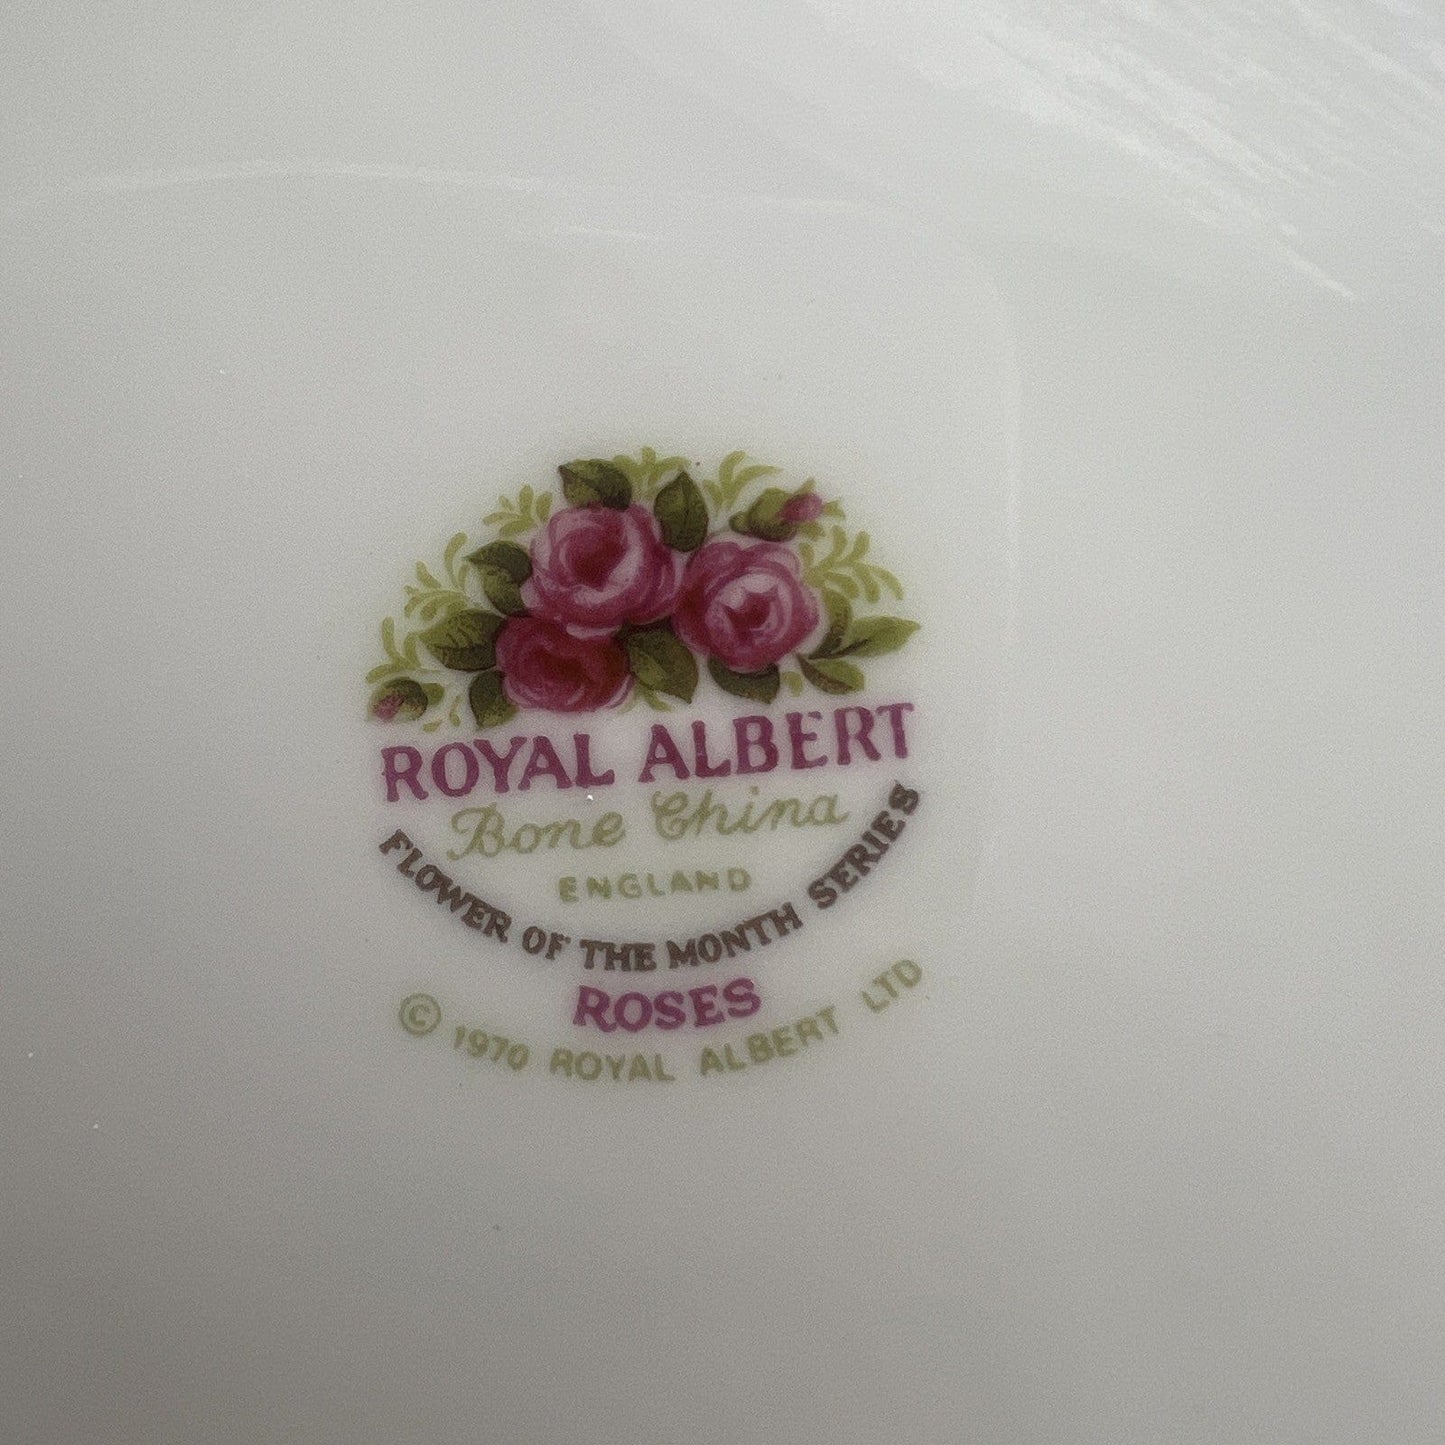 ROYAL ALBERT
Bone China
ENGLAND
FLOWER OF THE MONTH SERIES
ROSES
© 1970 ROYAL ALBERT LTD